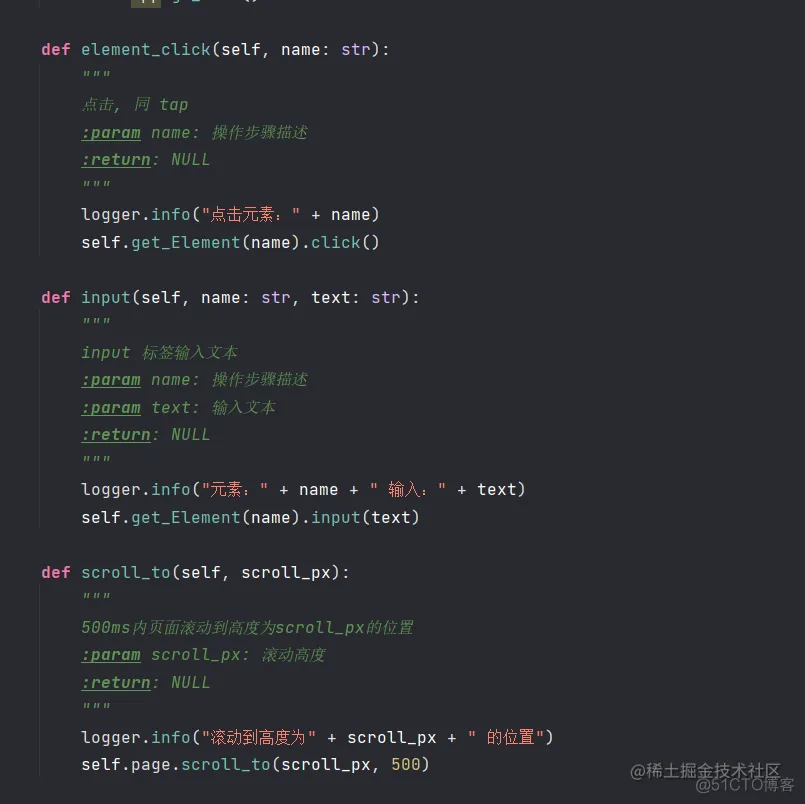 def element_click(self, name: str):
"""
点击, 同 tap
:param name: 操作步骤描述
:return: NULL
"""
logger.info("点击元素：" + name)
self.get_Element(name).click()
def input(self, name: str, text: str):
"""
input 标签输入文本
:param name: 操作步骤描述
:param text: 输入文本
:return: NULL
"""
logger.info("元素：" + name + " 输入：" + text)
self.get_Element(name).input(text)
def scroll_to(self, scroll_px):
"""
500ms内页面滚动到高度为scroll_px的位置
:param scroll_px: 滚动高度
:return: NULL
"""
logger.info("滚动到高度为" + scroll_px + " 的位置")
self.page.scroll_to(scroll_px, 500)
@稀土掘金技术社区
@51CTO博客